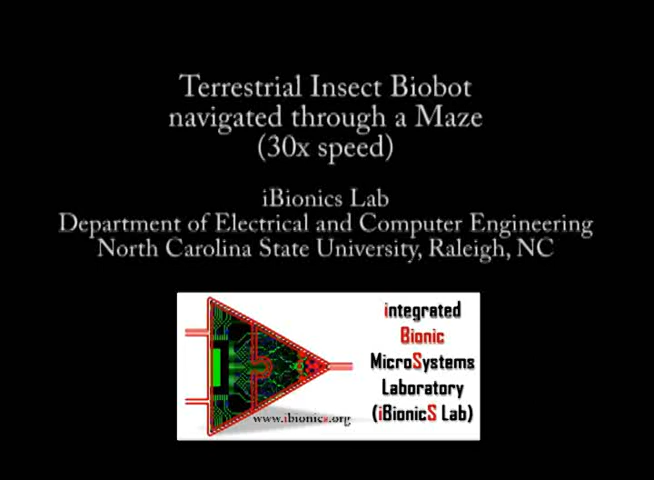 Terrestrial Insect Biobot
navigated through a Maze
(30x speed)
iBionics Lab
Department of Electrical and Computer Engineering
North Carolina State University, Raleigh, NC
integrated
Bionic
MicroSystems
Laboratory
(iBionicS Lab)
www.ibionics.org